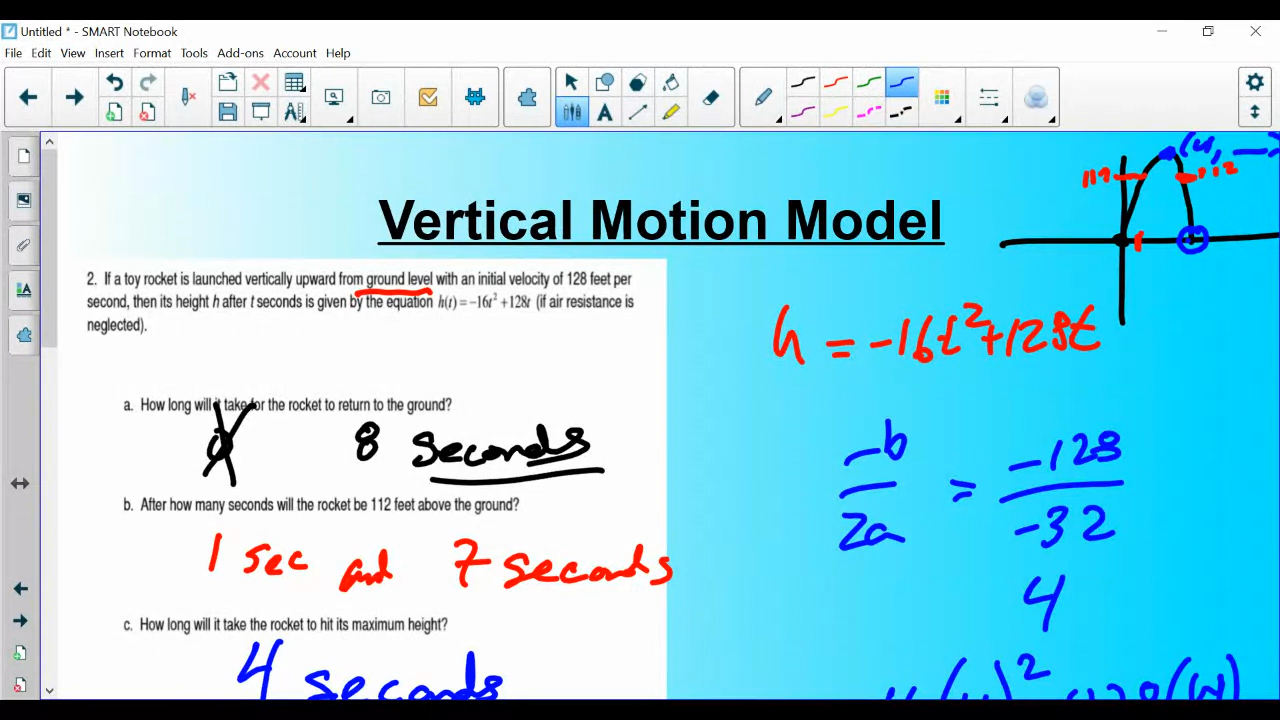 Untitled * - SMART Notebook
File Edit View Insert Format Tools Add-ons Account Help
(4, __)
112 112
Vertical Motion Model
2. If a toy rocket is launched vertically upward from ground level with an initial velocity of 128 feet per
second, then its height h after t seconds is given by the equation h(t) = -16t² +128t (if air resistance is
neglected).
h = -16t²+128t
a. How long will it take for the rocket to return to the ground?
0 8 seconds
-b/2a = -128/-32
b. After how many seconds will the rocket be 112 feet above the ground?
1 sec and 7 seconds
4
c. How long will it take the rocket to hit its maximum height?
4 seconds